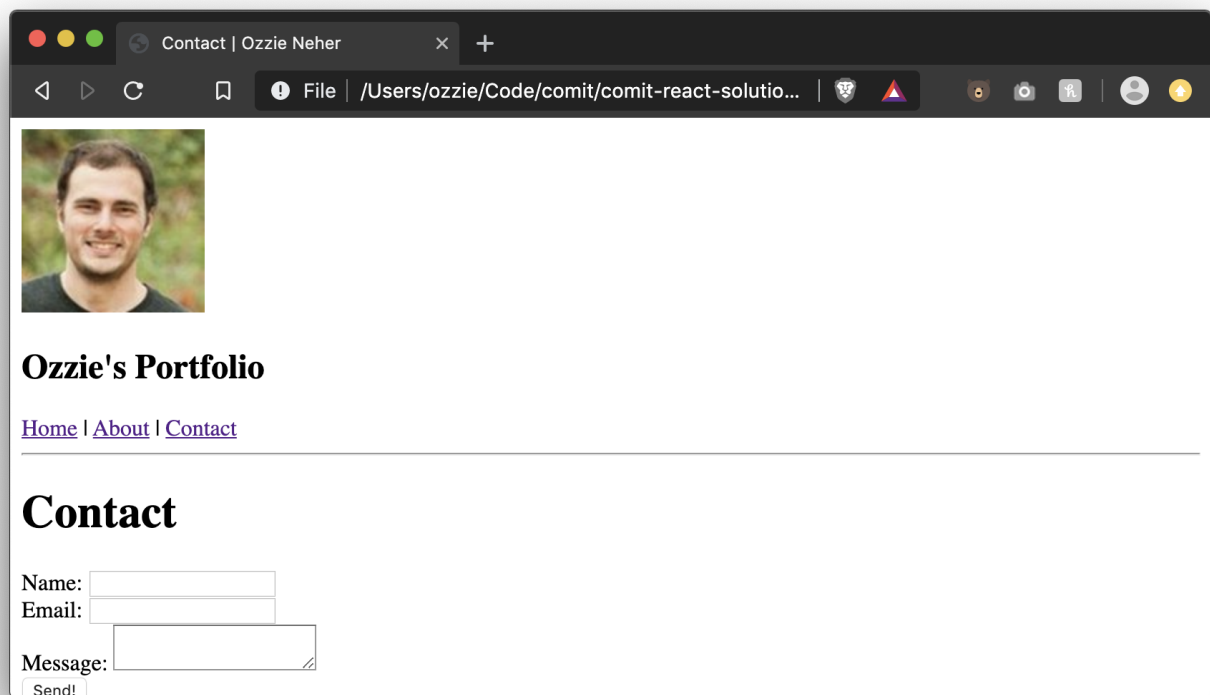 Contact | Ozzie Neher
File | /Users/ozzie/Code/comit/comit-react-solutio...
Ozzie's Portfolio
Home | About | Contact
Contact
Name:
Email:
Message:
Send!